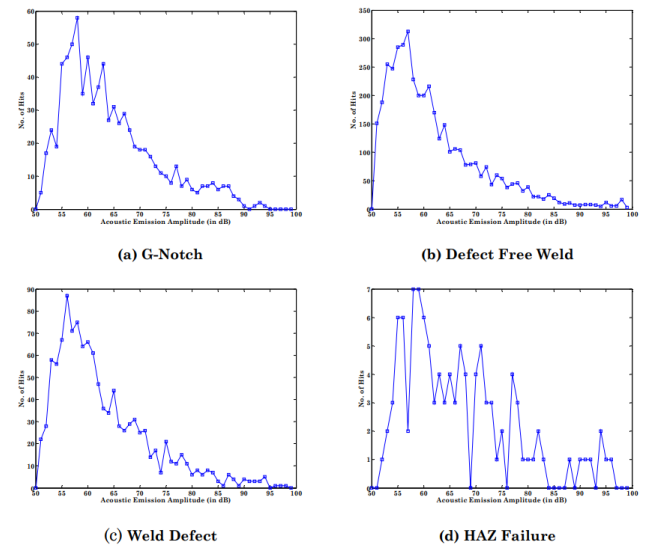 60
50
40
30
20
10
0
No. of Hits
50 55 60 65 70 75 80 85 90 95 100
Acoustic Emission Amplitude (in dB)
(a) G-Notch
350
300
250
200
150
100
50
0
No. of Hits
50 55 60 65 70 75 80 85 90 95 100
Acoustic Emission Amplitude (in dB)
(b) Defect Free Weld
90
80
70
60
50
40
30
20
10
0
No. of Hits
50 55 60 65 70 75 80 85 90 95 100
Acoustic Emission Amplitude (in dB)
(c) Weld Defect
7
6
5
4
3
2
1
0
No. of Hits
50 55 60 65 70 75 80 85 90 95 100
Acoustic Emission Amplitude (in dB)
(d) HAZ Failure